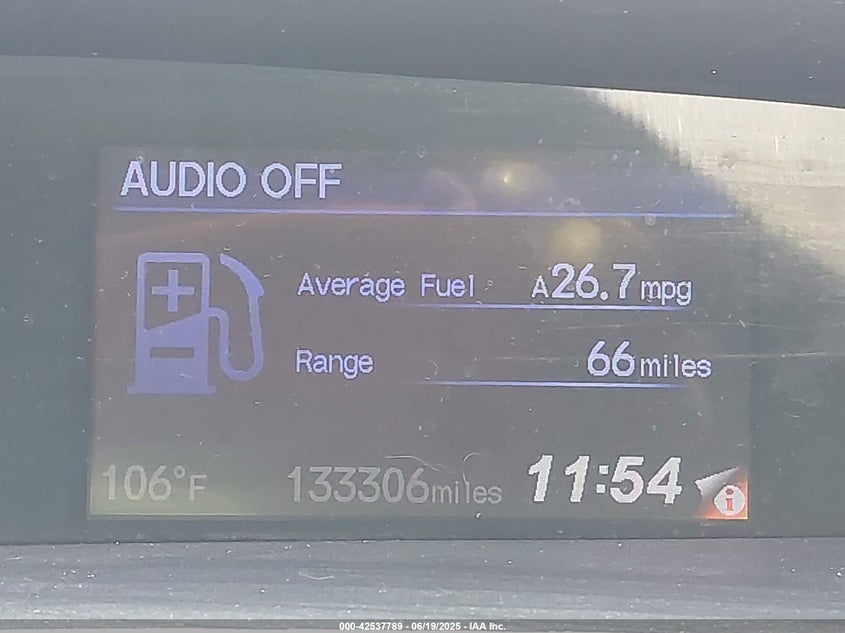 AUDIO OFF
Average Fuel A26.7mpg
Range 66miles
106°F 133306miles 11:54 i
000-42537789 - 06/19/2025 - IAA Inc.